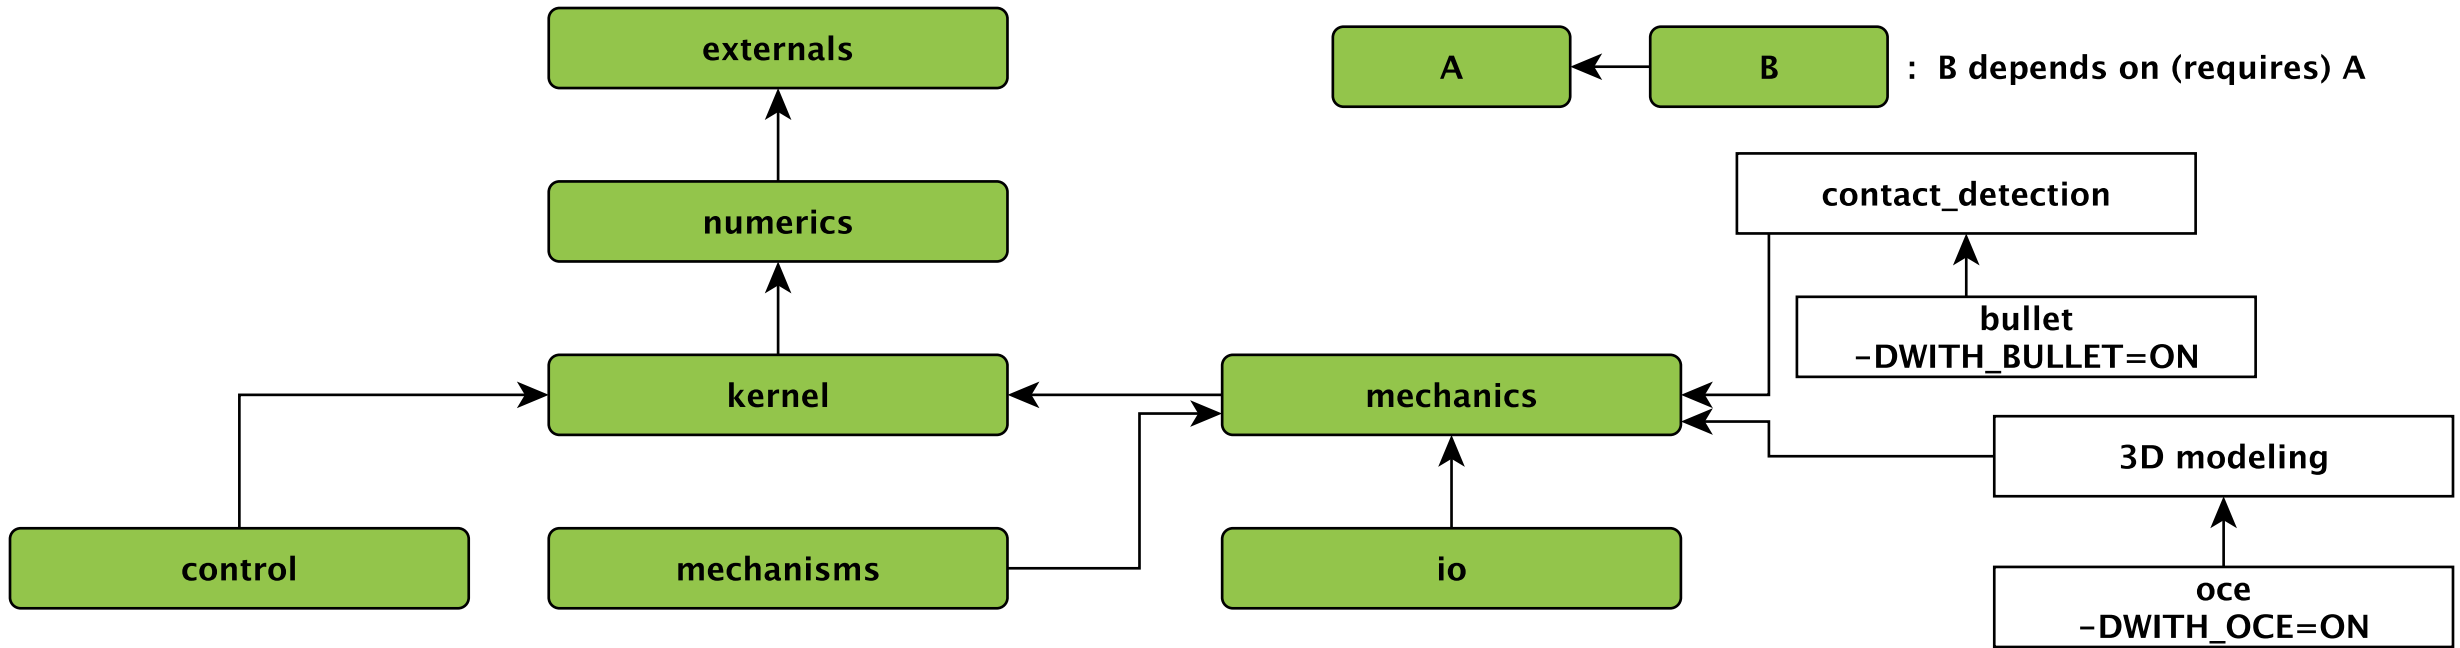 externals
A
B
: B depends on (requires) A
numerics
contact_detection
bullet
-DWITH_BULLET=ON
kernel
mechanics
3D modeling
control
mechanisms
io
oce
-DWITH_OCE=ON